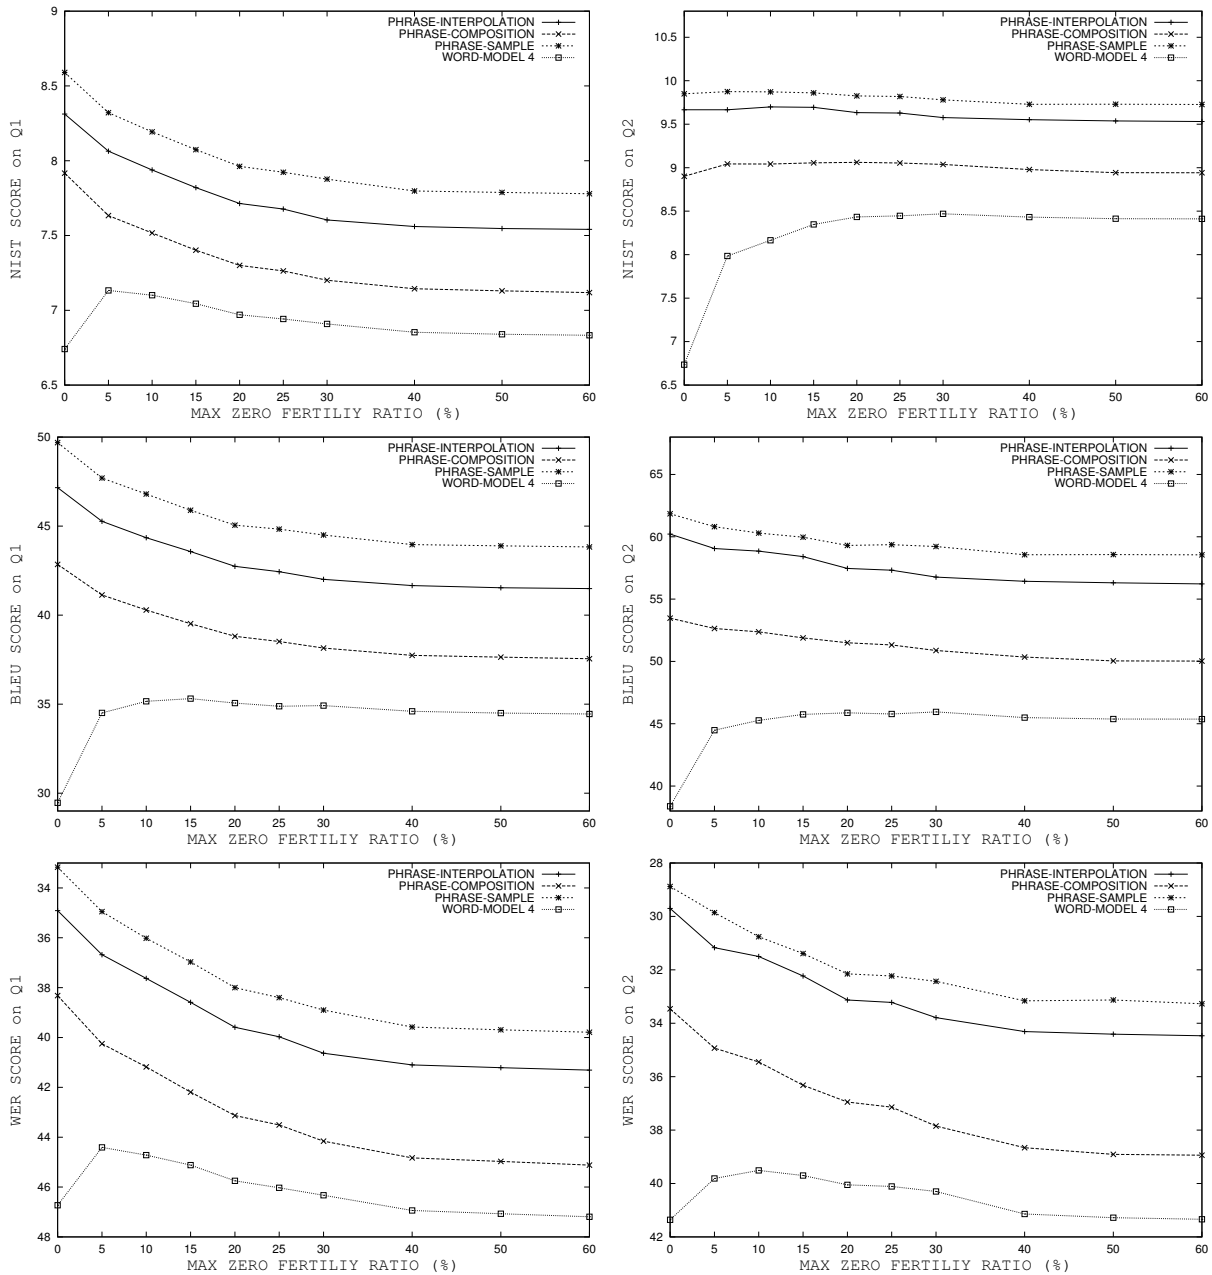 PHRASE-INTERPOLATION
PHRASE-COMPOSITION
PHRASE-SAMPLE
WORD-MODEL 4
9
8.5
8
7.5
7
6.5
NIST SCORE on Q1
0 5 10 15 20 25 30 40 50 60
MAX ZERO FERTILIY RATIO (%)
PHRASE-INTERPOLATION
PHRASE-COMPOSITION
PHRASE-SAMPLE
WORD-MODEL 4
10.5
10
9.5
9
8.5
8
7.5
7
6.5
NIST SCORE on Q2
0 5 10 15 20 25 30 40 50 60
MAX ZERO FERTILIY RATIO (%)
PHRASE-INTERPOLATION
PHRASE-COMPOSITION
PHRASE-SAMPLE
WORD-MODEL 4
50
45
40
35
30
BLEU SCORE on Q1
0 5 10 15 20 25 30 40 50 60
MAX ZERO FERTILIY RATIO (%)
PHRASE-INTERPOLATION
PHRASE-COMPOSITION
PHRASE-SAMPLE
WORD-MODEL 4
65
60
55
50
45
40
BLEU SCORE on Q2
0 5 10 15 20 25 30 40 50 60
MAX ZERO FERTILIY RATIO (%)
PHRASE-INTERPOLATION
PHRASE-COMPOSITION
PHRASE-SAMPLE
WORD-MODEL 4
34
36
38
40
42
44
46
48
WER SCORE on Q1
0 5 10 15 20 25 30 40 50 60
MAX ZERO FERTILIY RATIO (%)
PHRASE-INTERPOLATION
PHRASE-COMPOSITION
PHRASE-SAMPLE
WORD-MODEL 4
28
30
32
34
36
38
40
42
WER SCORE on Q2
0 5 10 15 20 25 30 40 50 60
MAX ZERO FERTILIY RATIO (%)